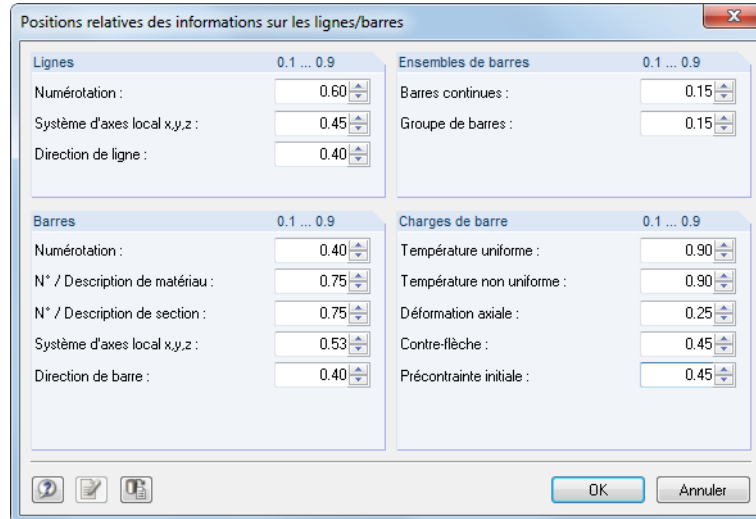 Positions relatives des informations sur les lignes/barres
Lignes 0.1 ... 0.9
Numérotation : 0.60
Système d'axes local x,y,z : 0.45
Direction de ligne : 0.40
Ensembles de barres 0.1 ... 0.9
Barres continues : 0.15
Groupe de barres : 0.15
Barres 0.1 ... 0.9
Numérotation : 0.40
N° / Description de matériau : 0.75
N° / Description de section : 0.75
Système d'axes local x,y,z : 0.53
Direction de barre : 0.40
Charges de barre 0.1 ... 0.9
Température uniforme : 0.90
Température non uniforme : 0.90
Déformation axiale : 0.25
Contre-flèche : 0.45
Précontrainte initiale : 0.45
OK
Annuler